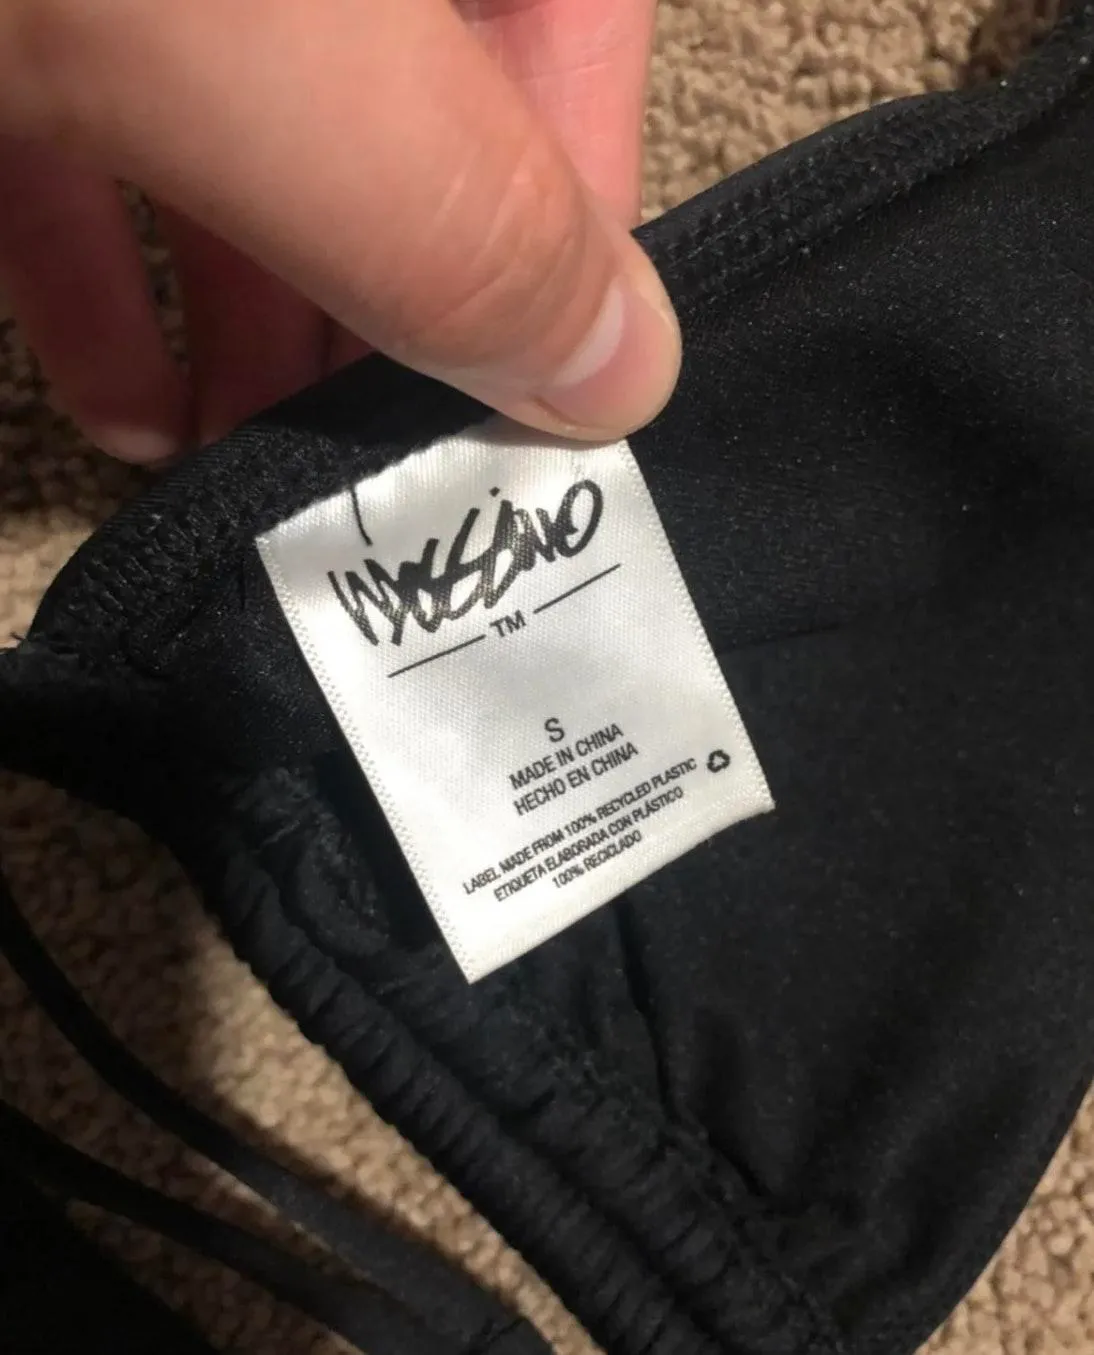 MOSSIMO
TM
S
MADE IN CHINA
HECHO EN CHINA
LABEL MADE FROM 100% RECYCLED PLASTIC
ETIQUETA ELABORADA CON PLÁSTICO
100% RECICLADO